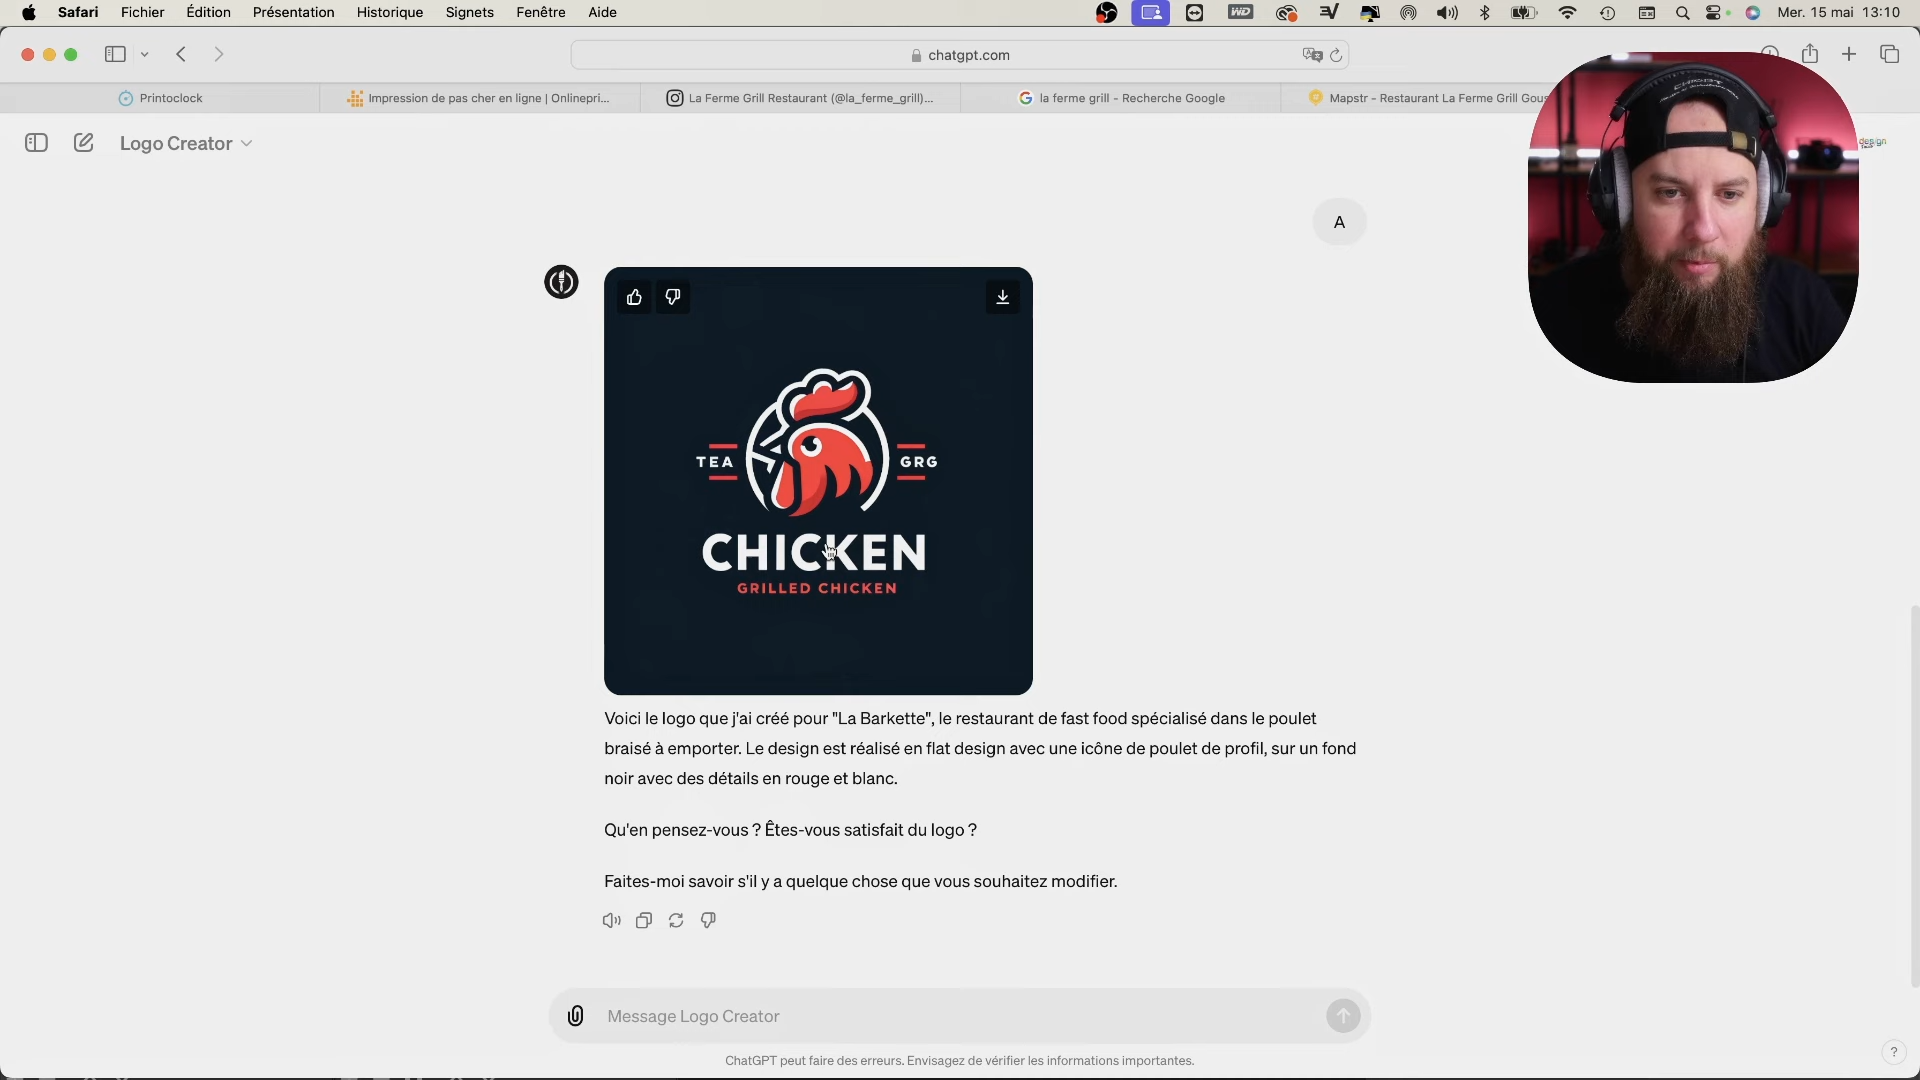 Safari Fichier Édition Présentation Historique Signets Fenêtre Aide
WD
Mer. 15 mai 13:10
chatgpt.com
Printoclock
Impression de pas cher en ligne | Onlinepri...
La Ferme Grill Restaurant (@la_ferme_grill)...
la ferme grill - Recherche Google
Mapstr - Restaurant La Ferme Grill Gous
Logo Creator
design
A
TEA
GRG
CHICKEN
GRILLED CHICKEN
Voici le logo que j'ai créé pour "La Barkette", le restaurant de fast food spécialisé dans le poulet
braisé à emporter. Le design est réalisé en flat design avec une icône de poulet de profil, sur un fond
noir avec des détails en rouge et blanc.
Qu'en pensez-vous ? Êtes-vous satisfait du logo ?
Faites-moi savoir s'il y a quelque chose que vous souhaitez modifier.
Message Logo Creator
ChatGPT peut faire des erreurs. Envisagez de vérifier les informations importantes.
?